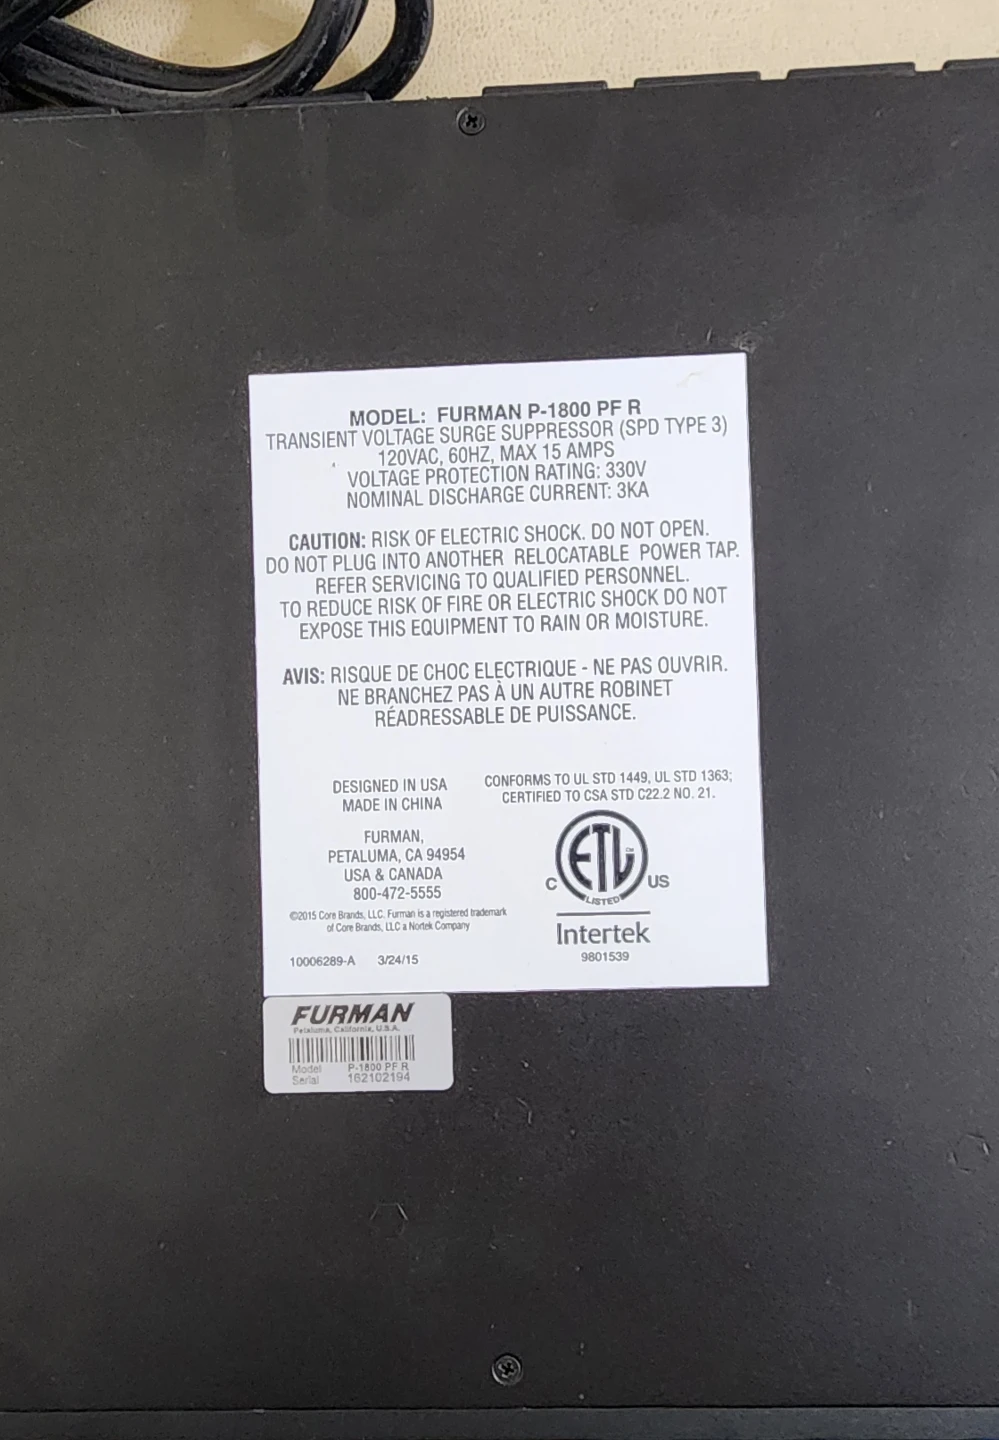 MODEL: FURMAN P-1800 PF R
TRANSIENT VOLTAGE SURGE SUPPRESSOR (SPD TYPE 3)
120VAC, 60HZ, MAX 15 AMPS
VOLTAGE PROTECTION RATING: 330V
NOMINAL DISCHARGE CURRENT: 3KA
CAUTION: RISK OF ELECTRIC SHOCK. DO NOT OPEN.
DO NOT PLUG INTO ANOTHER RELOCATABLE POWER TAP.
REFER SERVICING TO QUALIFIED PERSONNEL.
TO REDUCE RISK OF FIRE OR ELECTRIC SHOCK DO NOT
EXPOSE THIS EQUIPMENT TO RAIN OR MOISTURE.
AVIS: RISQUE DE CHOC ELECTRIQUE - NE PAS OUVRIR.
NE BRANCHEZ PAS À UN AUTRE ROBINET
RÉADRESSABLE DE PUISSANCE.
DESIGNED IN USA
MADE IN CHINA
FURMAN,
PETALUMA, CA 94954
USA & CANADA
800-472-5555
©2015 Core Brands, LLC. Furman is a registered trademark
of Core Brands, LLC a Nortek Company
10006289-A 3/24/15
CONFORMS TO UL STD 1449, UL STD 1363;
CERTIFIED TO CSA STD C22.2 NO. 21.
ETL CM
C US
LISTED
Intertek
9801539
FURMAN
Petaluma, California, U.S.A.
Model P-1800 PF R
Serial 162102194